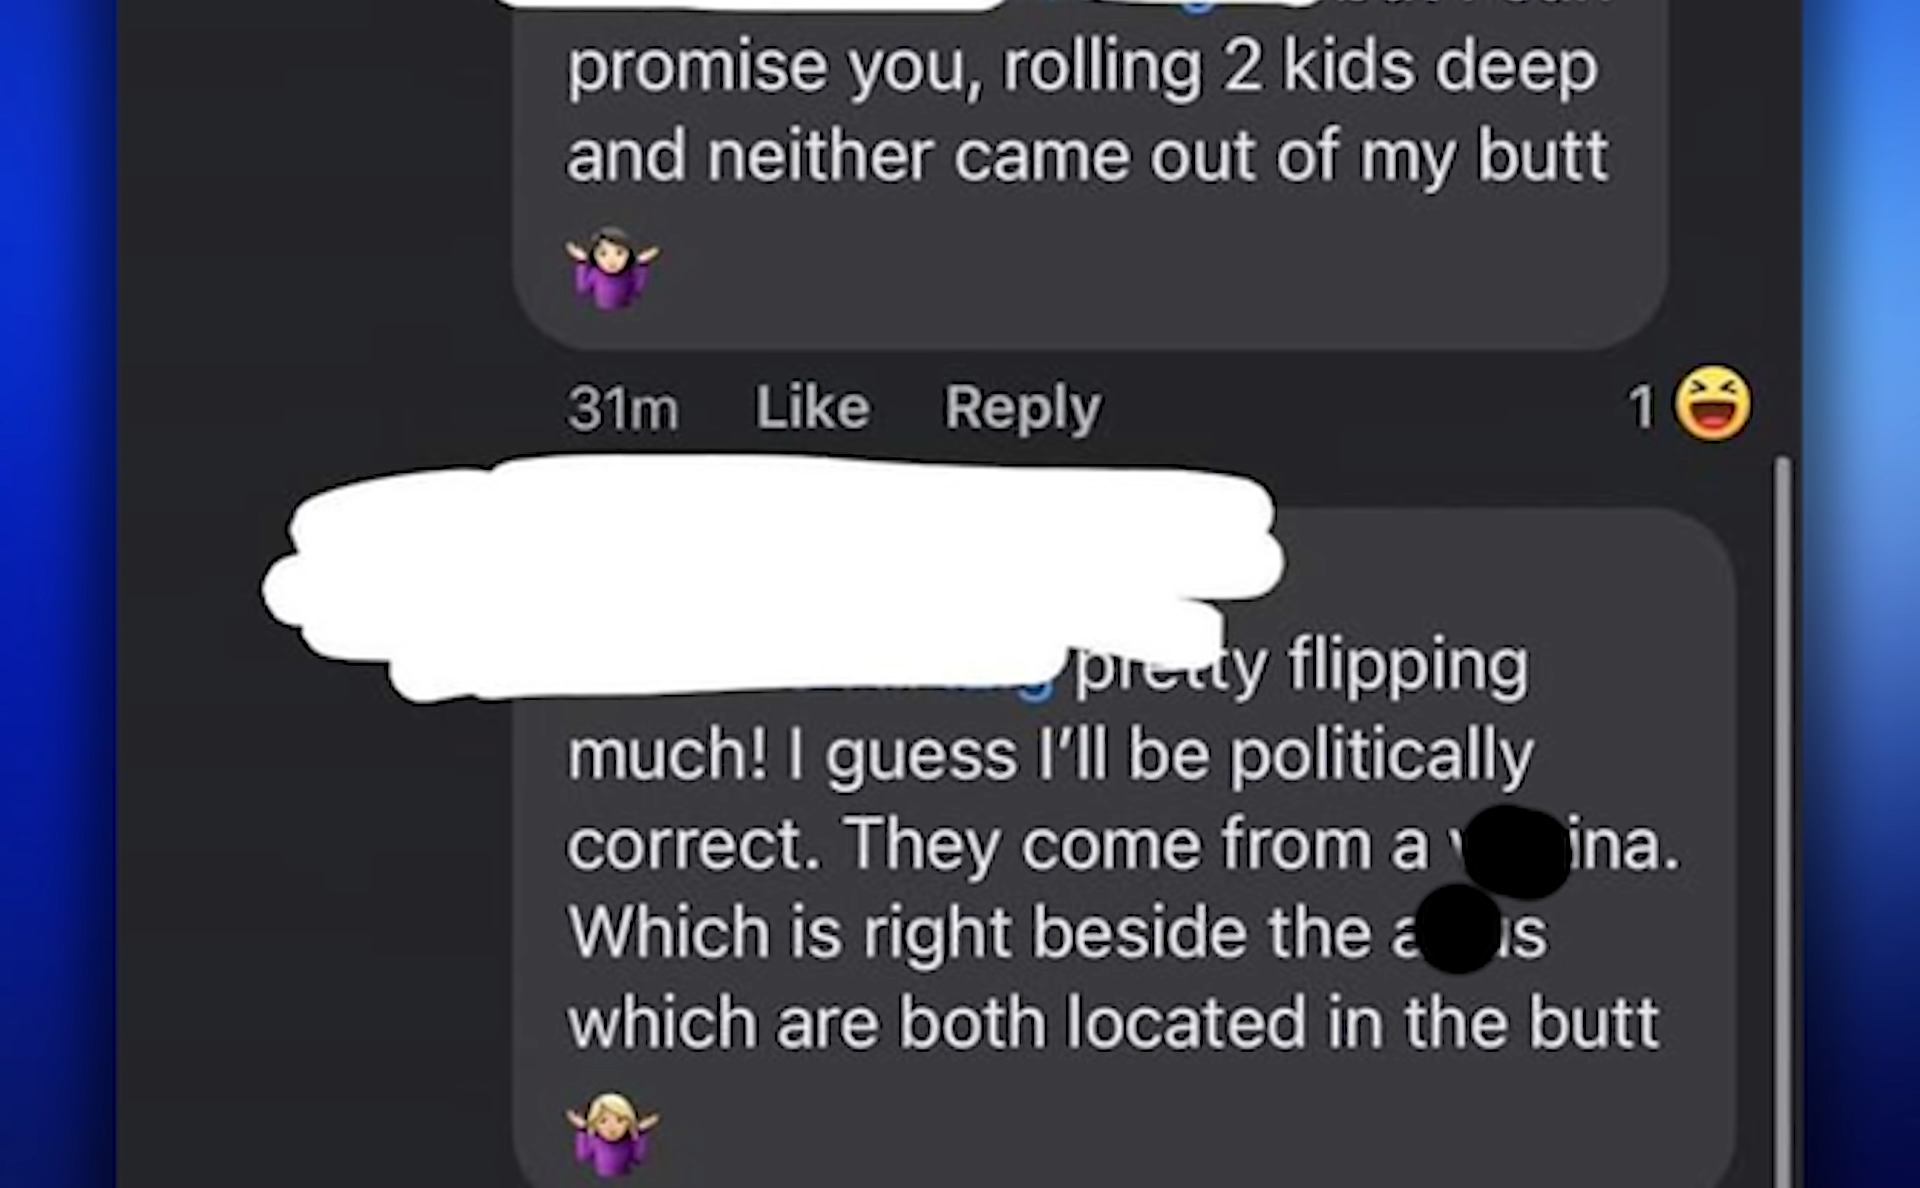 promise you, rolling 2 kids deep
and neither came out of my butt
31m Like Reply 1
pretty flipping
much! I guess I'll be politically
correct. They come from a
Which is right beside the
which are both located in the butt